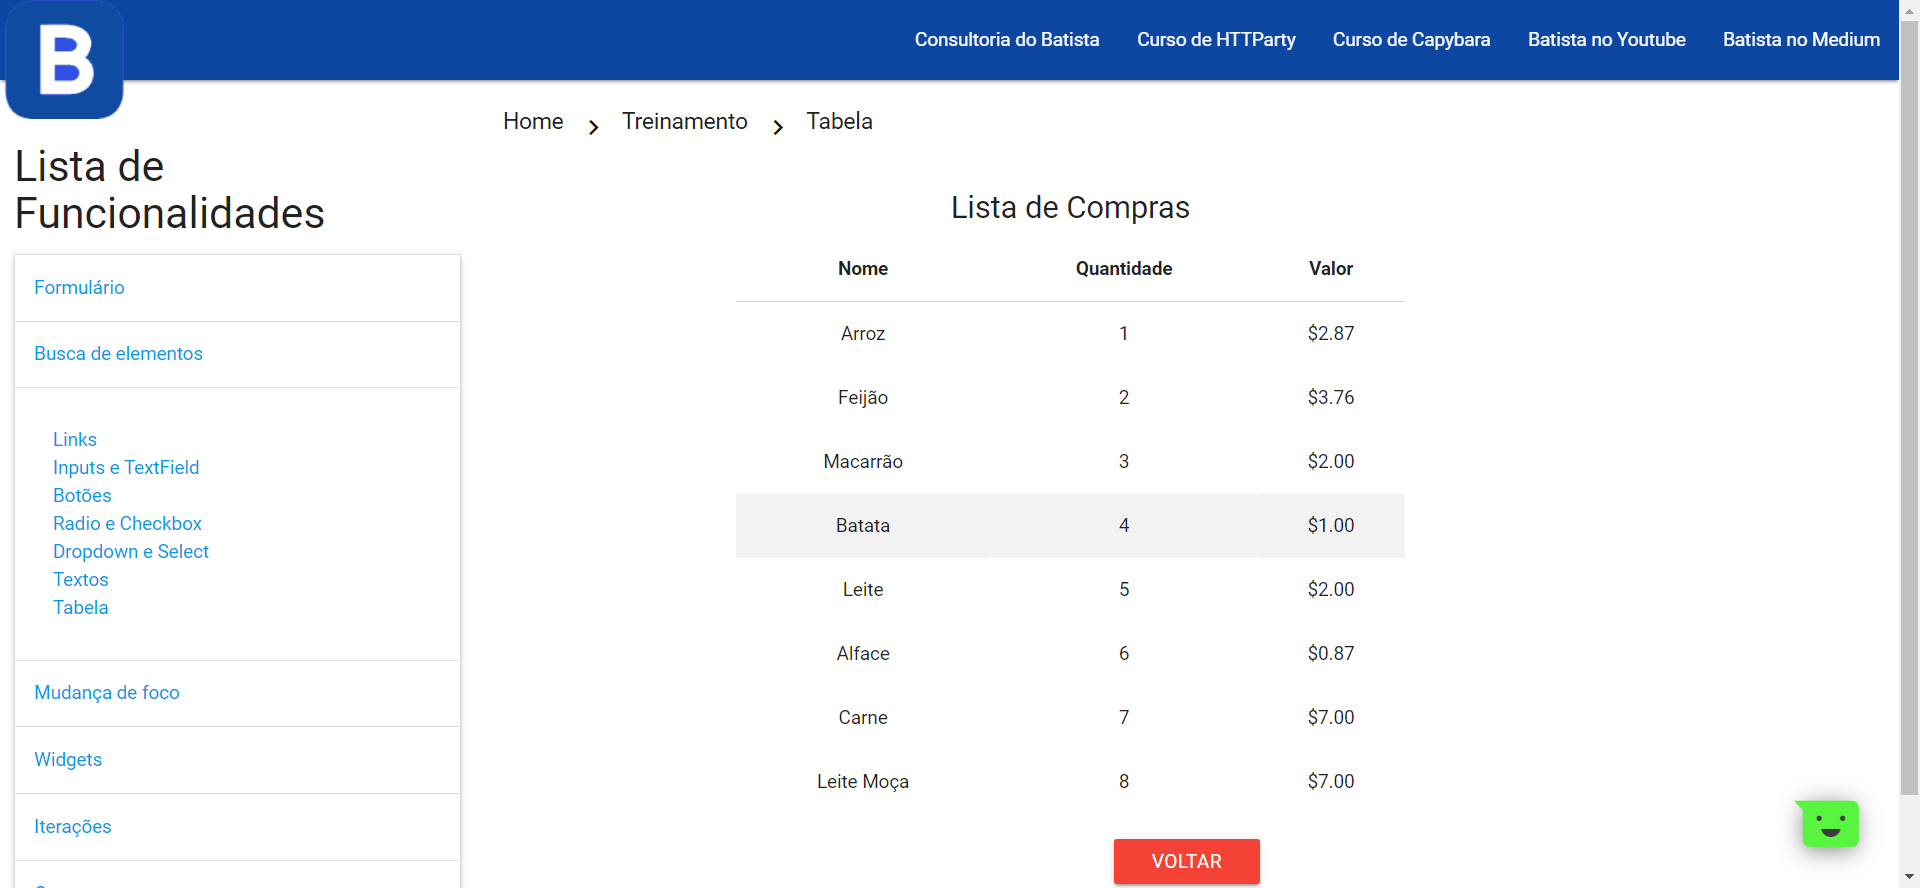 B
Consultoria do Batista Curso de HTTParty Curso de Capybara Batista no Youtube Batista no Medium
Home Treinamento Tabela
Lista de
Funcionalidades
Formulário
Busca de elementos
Links
Inputs e TextField
Botões
Radio e Checkbox
Dropdown e Select
Textos
Tabela
Mudança de foco
Widgets
Iterações
Lista de Compras
Nome Quantidade Valor
Arroz 1 $2.87
Feijão 2 $3.76
Macarrão 3 $2.00
Batata 4 $1.00
Leite 5 $2.00
Alface 6 $0.87
Carne 7 $7.00
Leite Moça 8 $7.00
VOLTAR